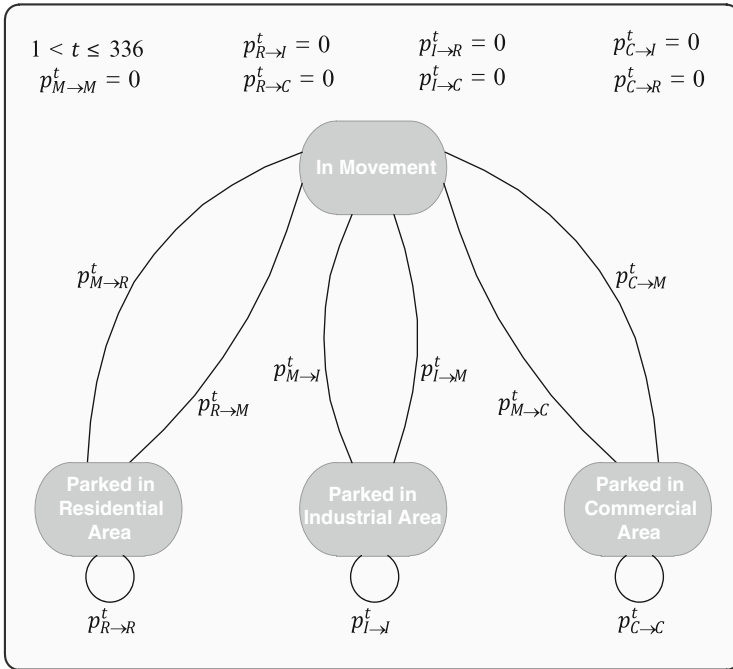 1 < t ≤ 336 p^t_{R→I} = 0 p^t_{I→R} = 0 p^t_{C→I} = 0
p^t_{M→M} = 0 p^t_{R→C} = 0 p^t_{I→C} = 0 p^t_{C→R} = 0
In Movement
p^t_{M→R}
p^t_{C→M}
p^t_{M→I}
p^t_{I→M}
p^t_{R→M}
p^t_{M→C}
Parked in
Residential
Area
Parked in
Industrial Area
Parked in
Commercial
Area
p^t_{R→R}
p^t_{I→I}
p^t_{C→C}